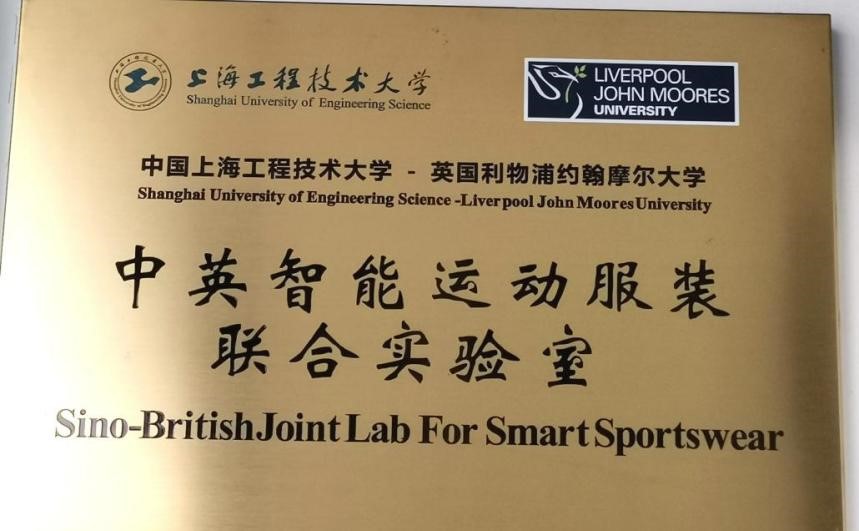 上海工程技术大学
Shanghai University of Engineering Science
LIVERPOOL
JOHN MOORES
UNIVERSITY
中国上海工程技术大学 - 英国利物浦约翰摩尔大学
Shanghai University of Engineering Science -Liverpool John Moores University
中英智能运动服装
联合实验室
Sino-British Joint Lab For Smart Sportswear